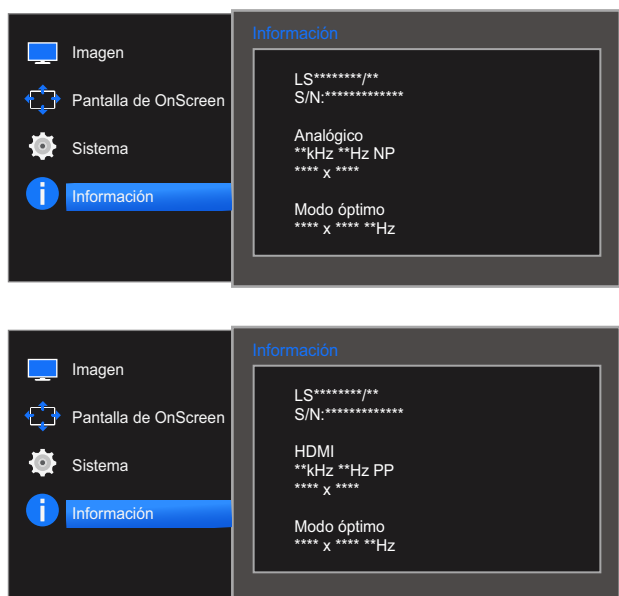 Información
Imagen
Pantalla de OnScreen
Sistema
Información
LS********/**
S/N:*************
Analógico
**kHz **Hz NP
**** x ****
Modo óptimo
**** x **** **Hz
Información
Imagen
Pantalla de OnScreen
Sistema
Información
LS********/**
S/N:*************
HDMI
**kHz **Hz PP
**** x ****
Modo óptimo
**** x **** **Hz